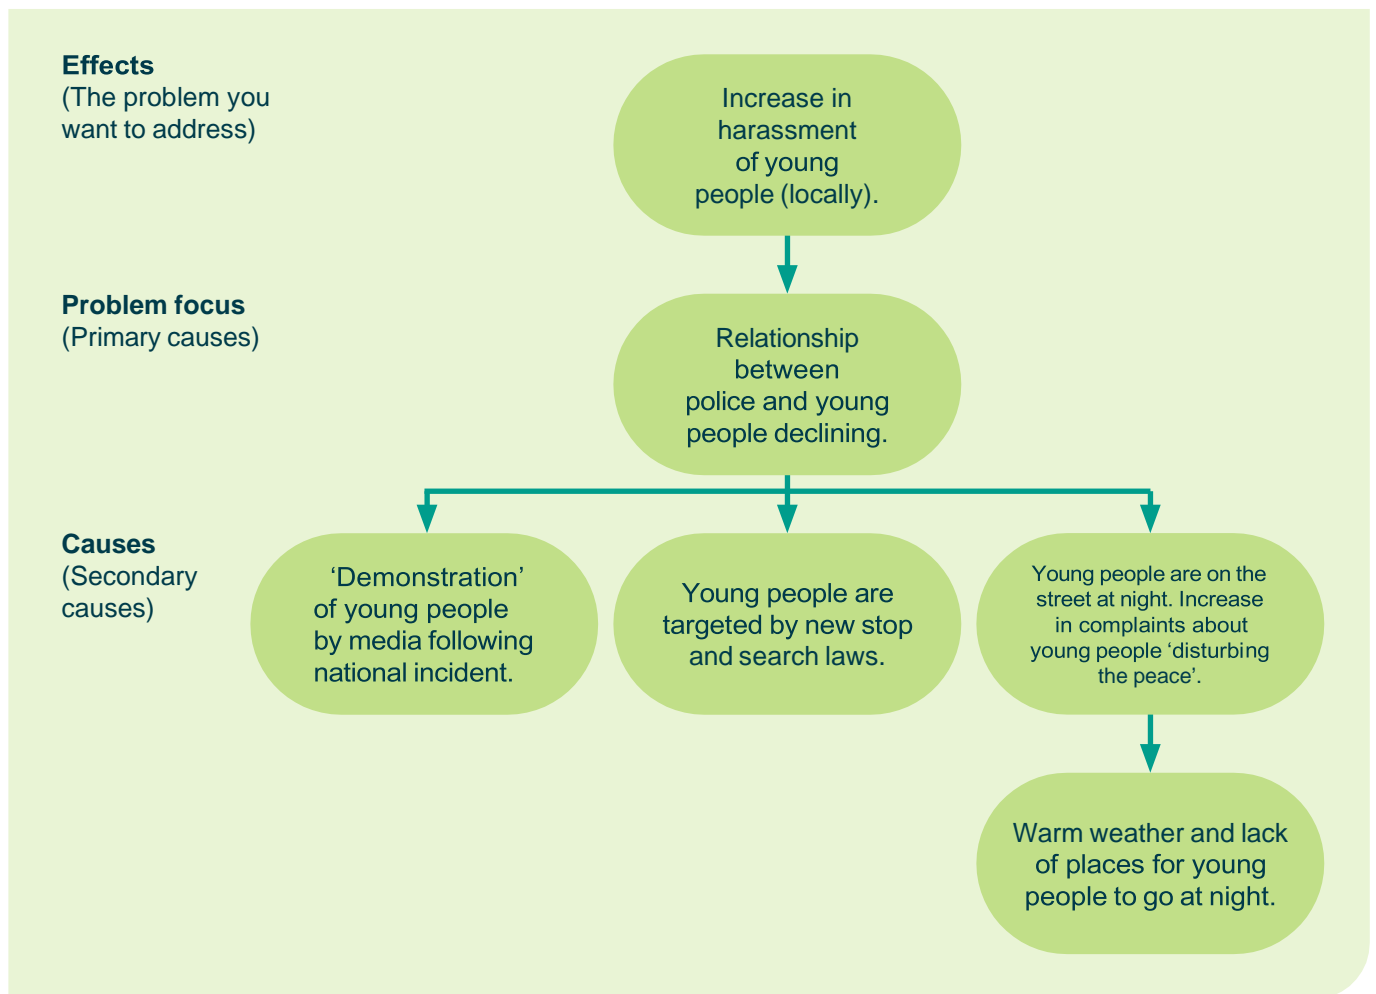 Effects
(The problem you
want to address)
Increase in
harassment
of young
people (locally).
Problem focus
(Primary causes)
Relationship
between
police and young
people declining.
Causes
(Secondary
causes)
‘Demonstration’
of young people
by media following
national incident.
Young people are
targeted by new stop
and search laws.
Young people are on the
street at night. Increase
in complaints about
young people ‘disturbing
the peace’.
Warm weather and lack
of places for young
people to go at night.